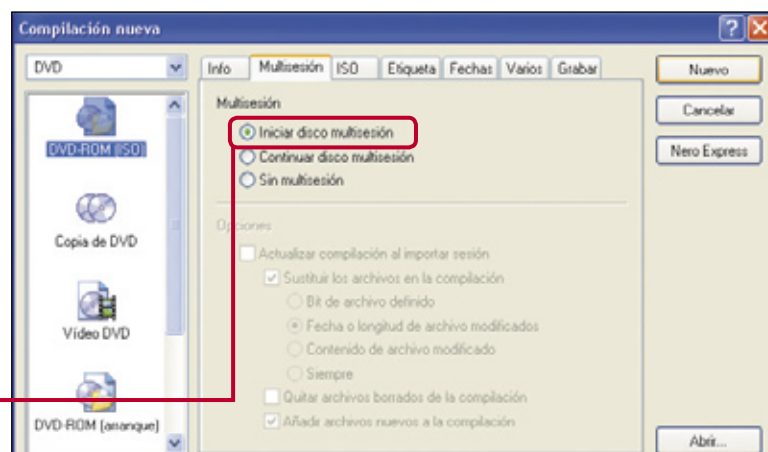 Compilación nueva
DVD
DVD-ROM (ISO)
Copia de DVD
Vídeo DVD
DVD-ROM (arranque)
Info Multisesión ISO Etiqueta Fechas Varios Grabar
Multisesión
Iniciar disco multisesión
Continuar disco multisesión
Sin multisesión
Opciones
Actualizar compilación al importar sesión
Sustituir los archivos en la compilación
Bit de archivo definido
Fecha o longitud de archivo modificados
Contenido de archivo modificado
Siempre
Quitar archivos borrados de la compilación
Añadir archivos nuevos a la compilación
Nuevo
Cancelar
Nero Express
Abrir...